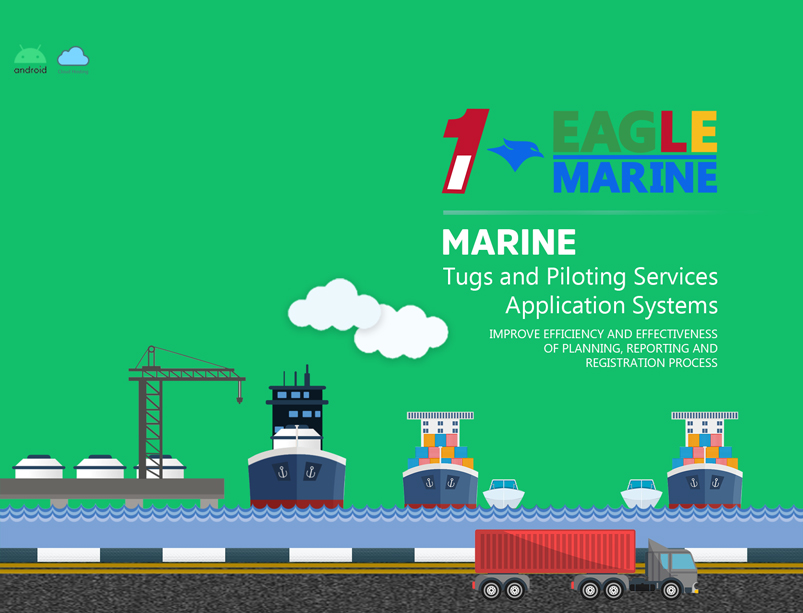 android
1 EAGLE
MARINE
MARINE
Tugs and Piloting Services
Application Systems
IMPROVE EFFICIENCY AND EFFECTIVENESS
OF PLANNING, REPORTING AND
REGISTRATION PROCESS